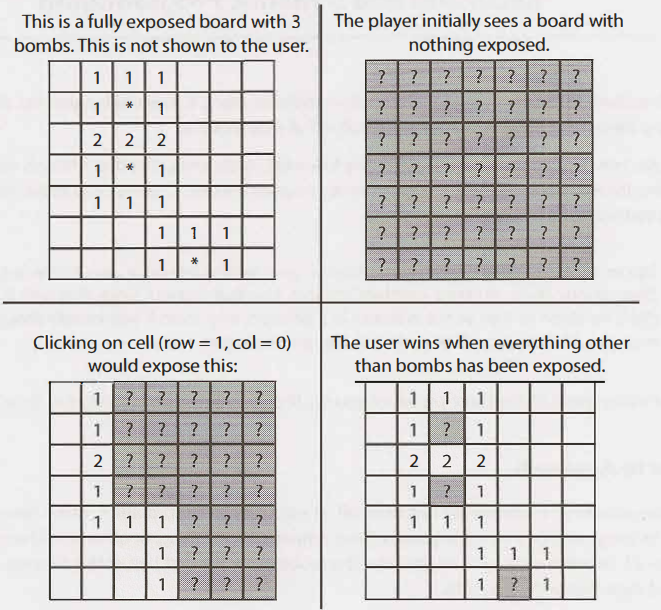 This is a fully exposed board with 3
bombs. This is not shown to the user.
1 1 1
*
2 2 2
1 * 1
1 1 1
1 1 1
1 * 1
The player initially sees a board with
nothing exposed.
? ? ? ? ? ? ?
? ? ? ? ? ? ?
? ? ? ? ? ? ?
? ? ? ? ? ? ?
? ? ? ? ? ? ?
? ? ? ? ? ? ?
? ? ? ? ? ? ?
Clicking on cell (row = 1, col = 0)
would expose this:
? ? ? ? ?
1 ? ? ? ? ?
2 ? ? ? ? ?
1 ? ? ? ? ?
1 1 1 ? ? ?
1 ? ? ?
1 ? ? ?
The user wins when everything other
than bombs has been exposed.
1 1 1
1 ? 1
2 2 2
1 ? 1
1 1 1
1 1 1
1 ? 1